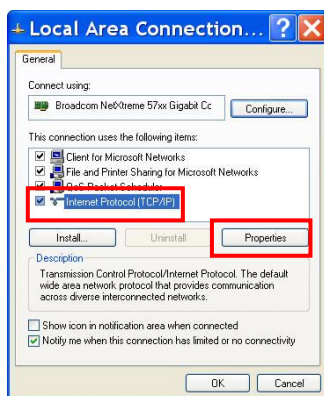 Local Area Connection... ? X
General
Connect using:
Broadcom NetXtreme 57xx Gigabit Cc
Configure...
This connection uses the following items:
Client for Microsoft Networks
File and Printer Sharing for Microsoft Networks
QoS Packet Scheduler
Internet Protocol (TCP/IP)
Install... Uninstall Properties
Description
Transmission Control Protocol/Internet Protocol. The default
wide area network protocol that provides communication
across diverse interconnected networks.
Show icon in notification area when connected
Notify me when this connection has limited or no connectivity
OK Cancel